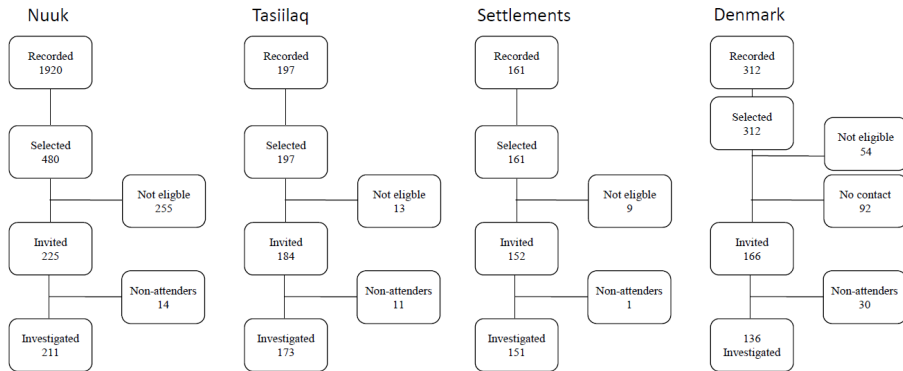 Nuuk
Recorded
1920
Selected
480
Not eligble
255
Invited
225
Non-attenders
14
Investigated
211
Tasiilaq
Recorded
197
Selected
197
Not eligble
13
Invited
184
Non-attenders
11
Investigated
173
Settlements
Recorded
161
Selected
161
Not eligble
9
Invited
152
Non-attenders
1
Investigated
151
Denmark
Recorded
312
Selected
312
Not eligible
54
No contact
92
Invited
166
Non-attenders
30
136
Investigated